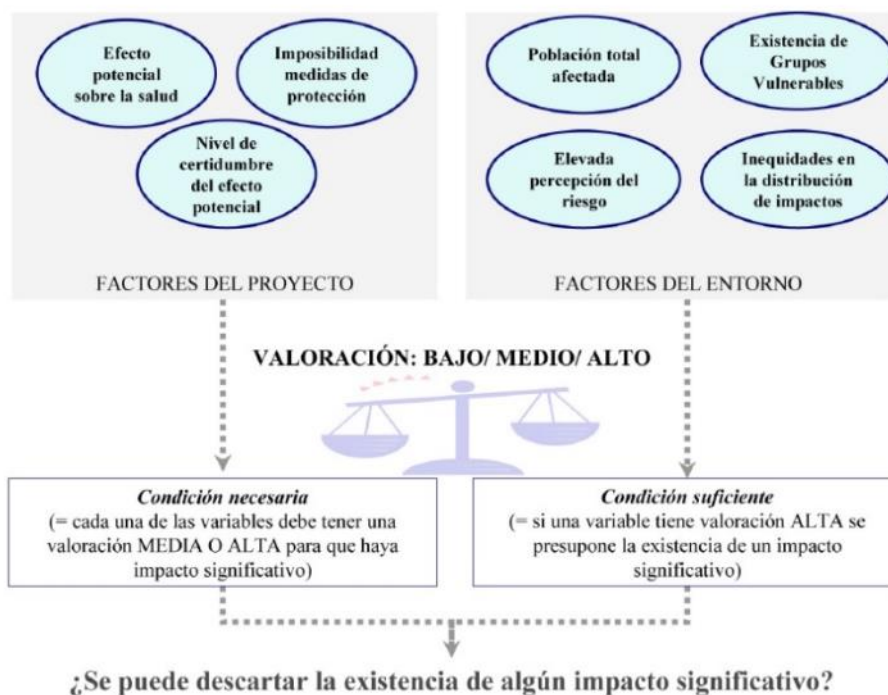 Efecto
potencial
sobre la salud
Imposibilidad
medidas de
protección
Nivel de
certidumbre
del efecto
potencial
FACTORES DEL PROYECTO
Población total
afectada
Existencia de
Grupos
Vulnerables
Elevada
percepción del
riesgo
Inequidades en
la distribución
de impactos
FACTORES DEL ENTORNO
VALORACIÓN: BAJO/ MEDIO/ ALTO
Condición necesaria
(= cada una de las variables debe tener una
valoración MEDIA O ALTA para que haya
impacto significativo)
Condición suficiente
(= si una variable tiene valoración ALTA se
presupone la existencia de un impacto
significativo)
¿Se puede descartar la existencia de algún impacto significativo?